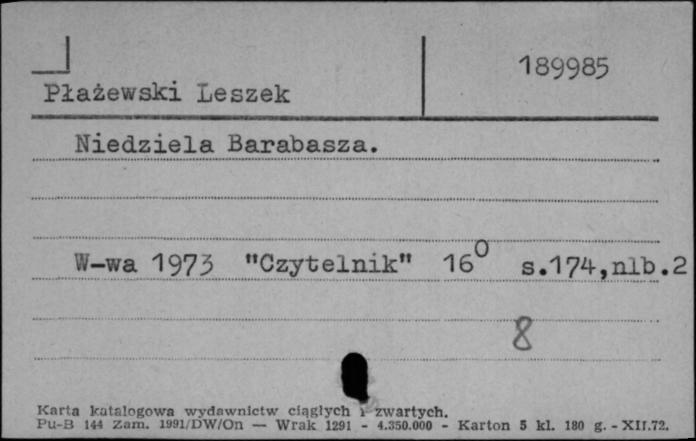 189985
Płażewski Leszek
Niedziela Barabasza.
W-wa 1973 "Czytelnik" 16⁰ s.174,nlb.2
8
Karta katalogowa wydawnictw ciągłych i zwartych.
Pu-B 144 Zam. 1991/DW/On — Wrak 1291 - 4.350.000 - Karton 5 kl. 180 g. - XII.72.